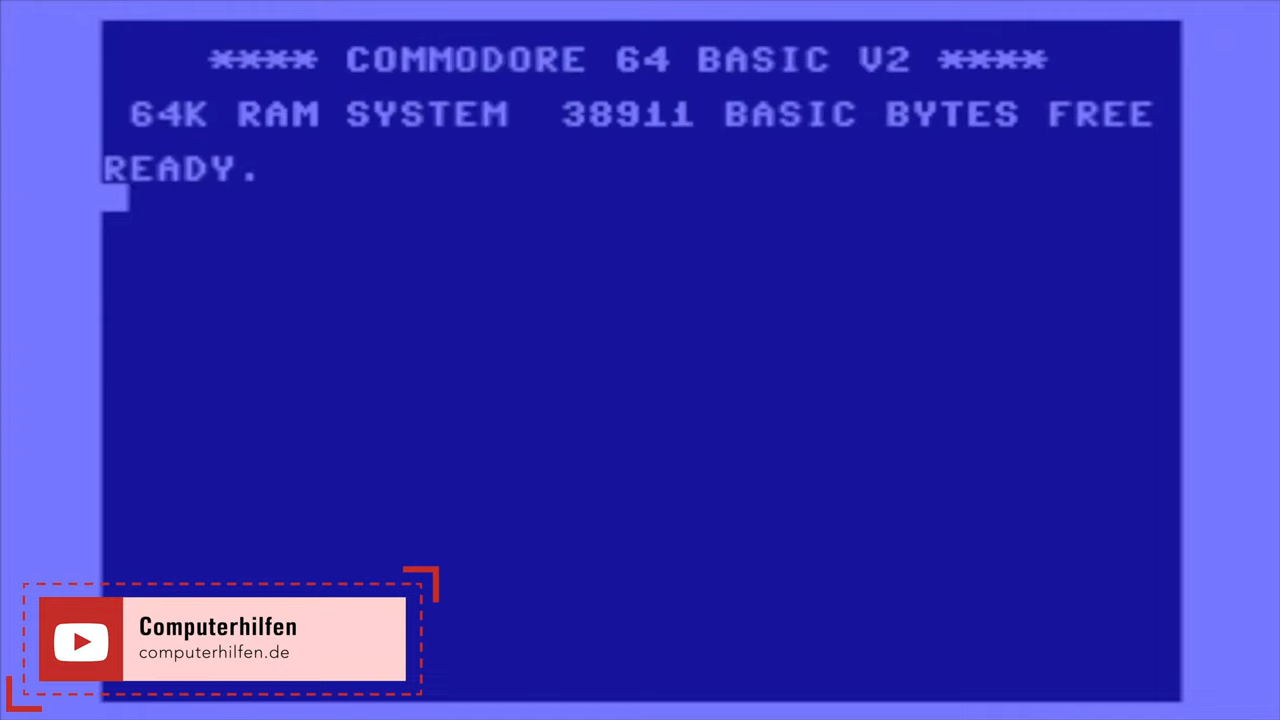 **** COMMODORE 64 BASIC V2 ****
64K RAM SYSTEM  38911 BASIC BYTES FREE
READY.
Computerhilfen
computerhilfen.de